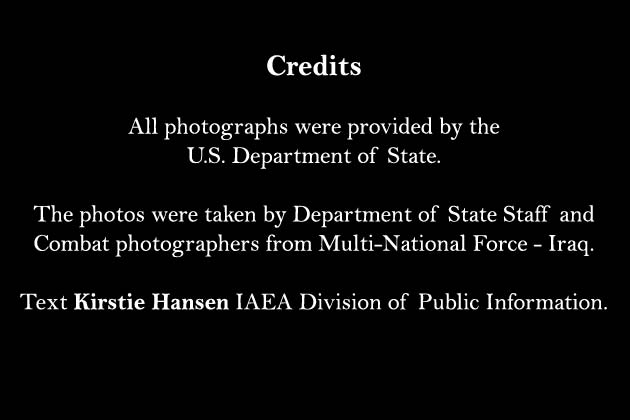 Credits
All photographs were provided by the
U.S. Department of State.
The photos were taken by Department of State Staff and
Combat photographers from Multi-National Force - Iraq.
Text Kirstie Hansen IAEA Division of Public Information.